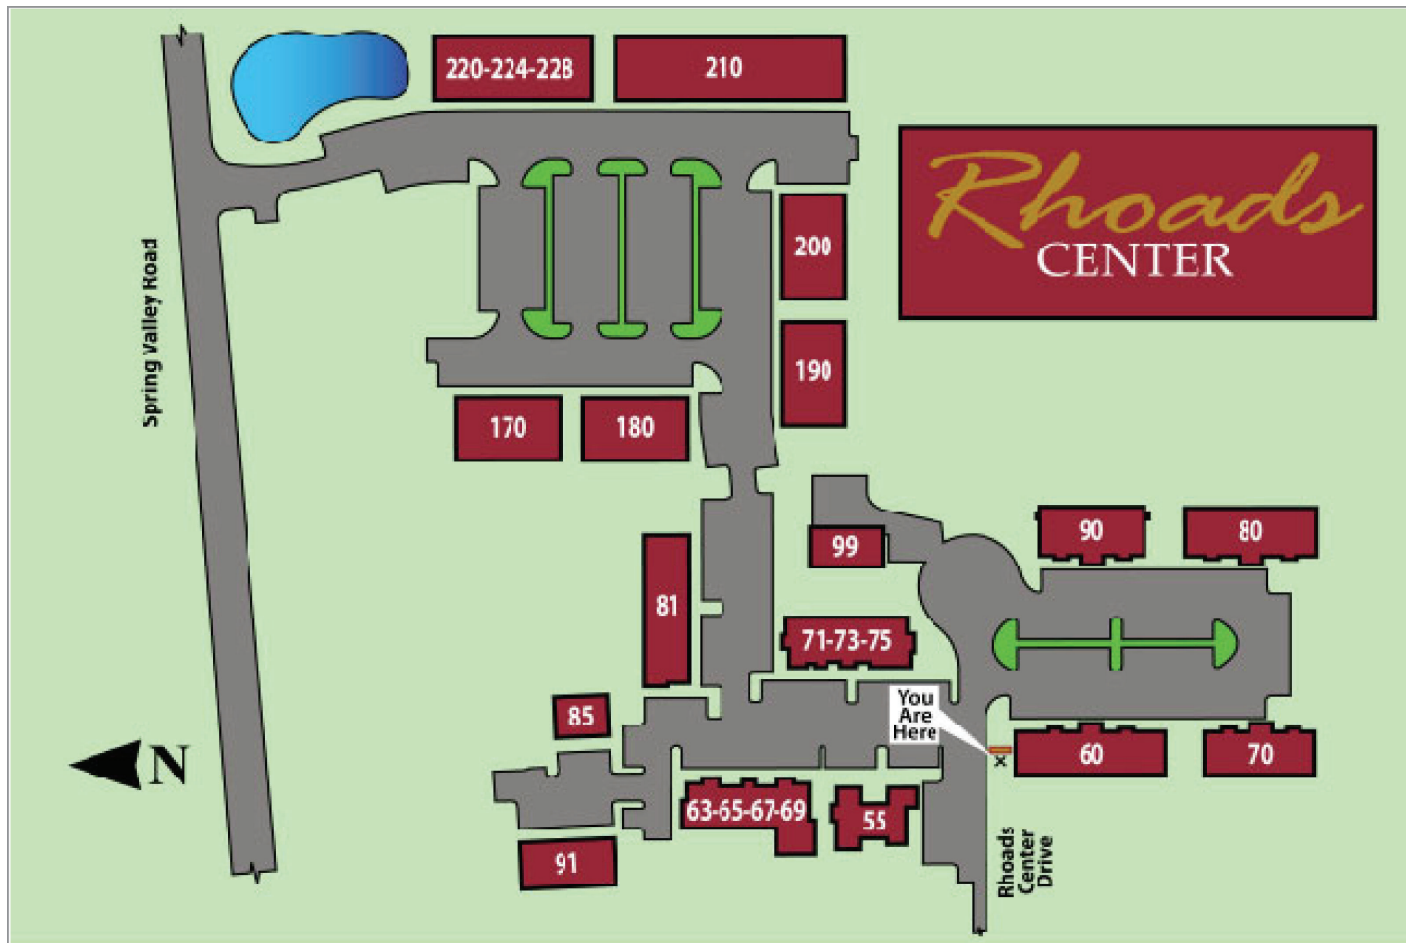 220-224-228
210
Rhoads
CENTER
200
Spring Valley Road
190
170
180
90
80
99
81
71-73-75
You
Are
Here
85
N
60
70
63-65-67-69
55
91
Rhoads
Center
Drive
X